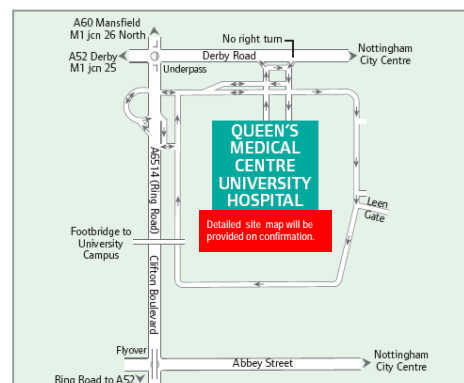 A60 Mansfield
M1 jcn 26 North
No right turn
A52 Derby
M1 jcn 25
Derby Road
Nottingham
City Centre
Underpass
QUEEN'S
MEDICAL
CENTRE
UNIVERSITY
HOSPITAL
A6514 (Ring Road)
Detailed site map will be
provided on confirmation.
Leen
Gate
Footbridge to
University
Campus
Clifton Boulevard
Flyover
Abbey Street
Nottingham
City Centre
Ring Road to A52